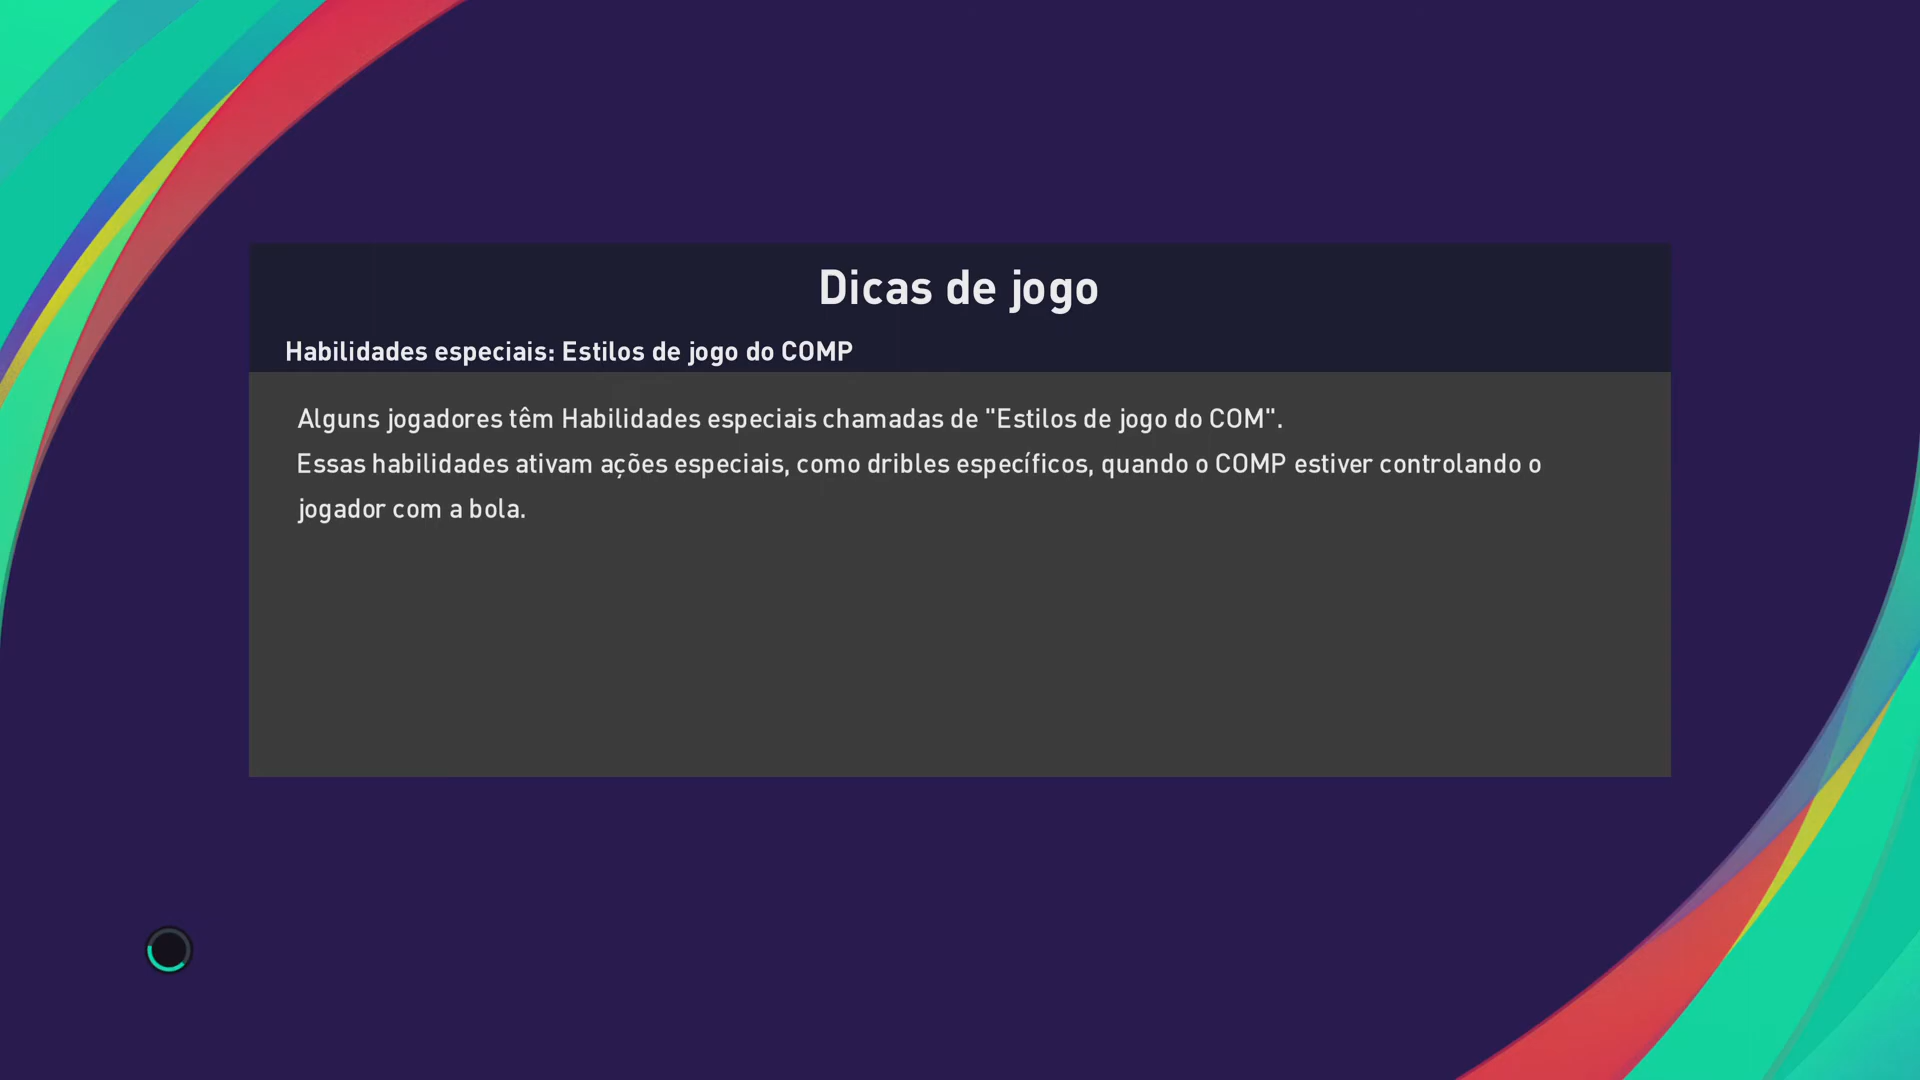 Dicas de jogo
Habilidades especiais: Estilos de jogo do COMP
Alguns jogadores têm Habilidades especiais chamadas de "Estilos de jogo do COM".
Essas habilidades ativam ações especiais, como dribles específicos, quando o COMP estiver controlando o
jogador com a bola.